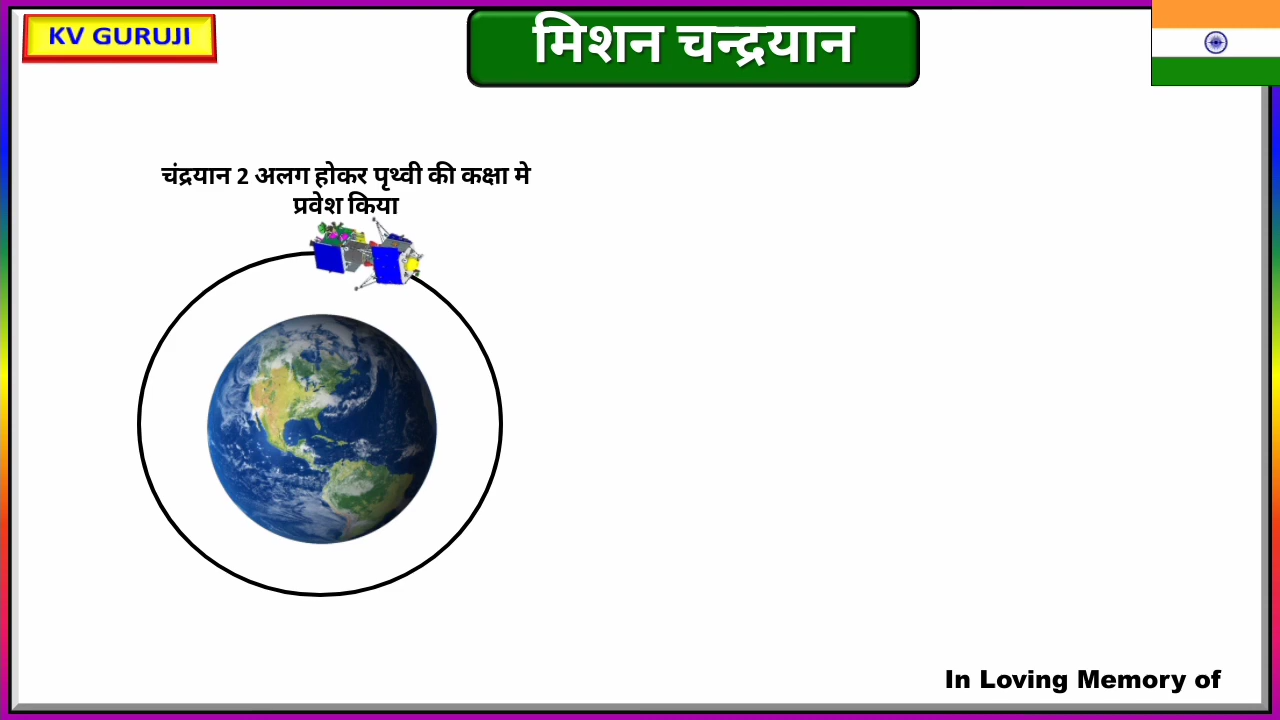 KV GURUJI
मिशन चन्द्रयान
चंद्रयान 2 अलग होकर पृथ्वी की कक्षा मे
प्रवेश किया
In Loving Memory of